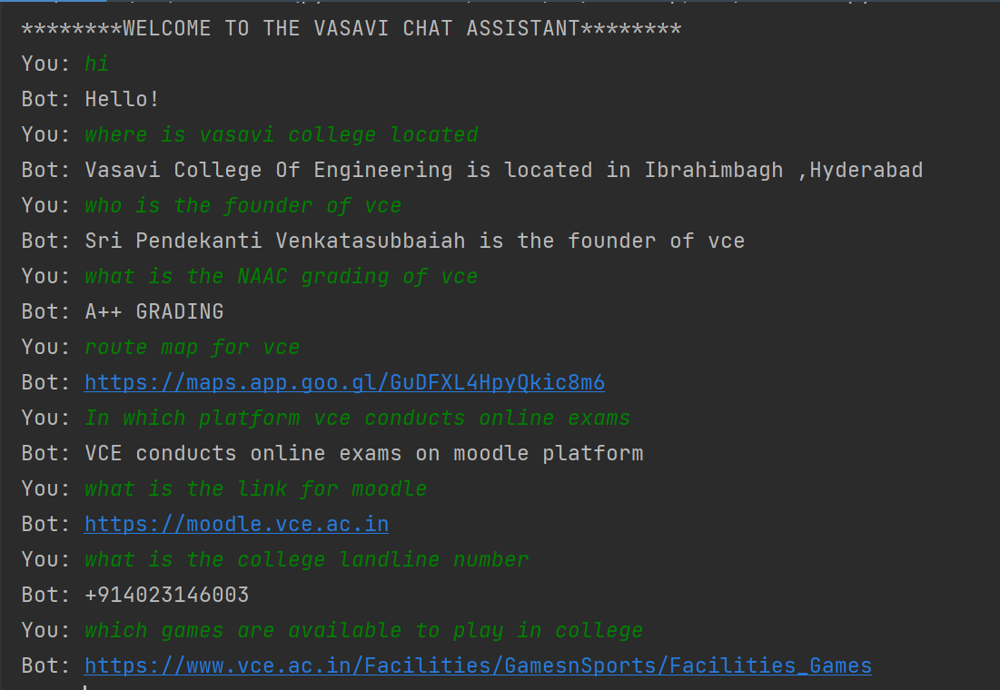 ********WELCOME TO THE VASAVI CHAT ASSISTANT********
You: hi
Bot: Hello!
You: where is vasavi college located
Bot: Vasavi College Of Engineering is located in Ibrahimbagh ,Hyderabad
You: who is the founder of vce
Bot: Sri Pendekanti Venkatasubbaiah is the founder of vce
You: what is the NAAC grading of vce
Bot: A++ GRADING
You: route map for vce
Bot: https://maps.app.goo.gl/GuDFXL4HpyQkic8m6
You: In which platform vce conducts online exams
Bot: VCE conducts online exams on moodle platform
You: what is the link for moodle
Bot: https://moodle.vce.ac.in
You: what is the college landline number
Bot: +914023146003
You: which games are available to play in college
Bot: https://www.vce.ac.in/Facilities/GamesnSports/Facilities_Games